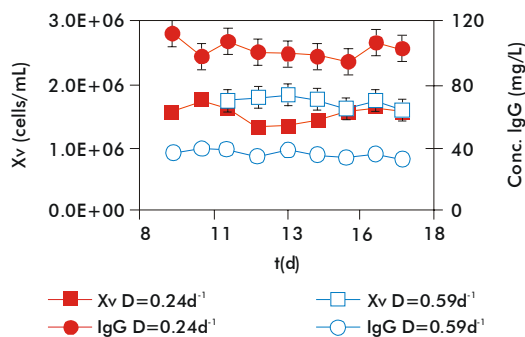 3.0E+06
2.0E+06
1.0E+06
0.0E+00
Xv (cells/mL)
120
80
40
0
Conc. IgG (mg/L)
8 11 13 16 18
t(d)
Xv D=0.24d⁻¹ Xv D=0.59d⁻¹
IgG D=0.24d⁻¹ IgG D=0.59d⁻¹